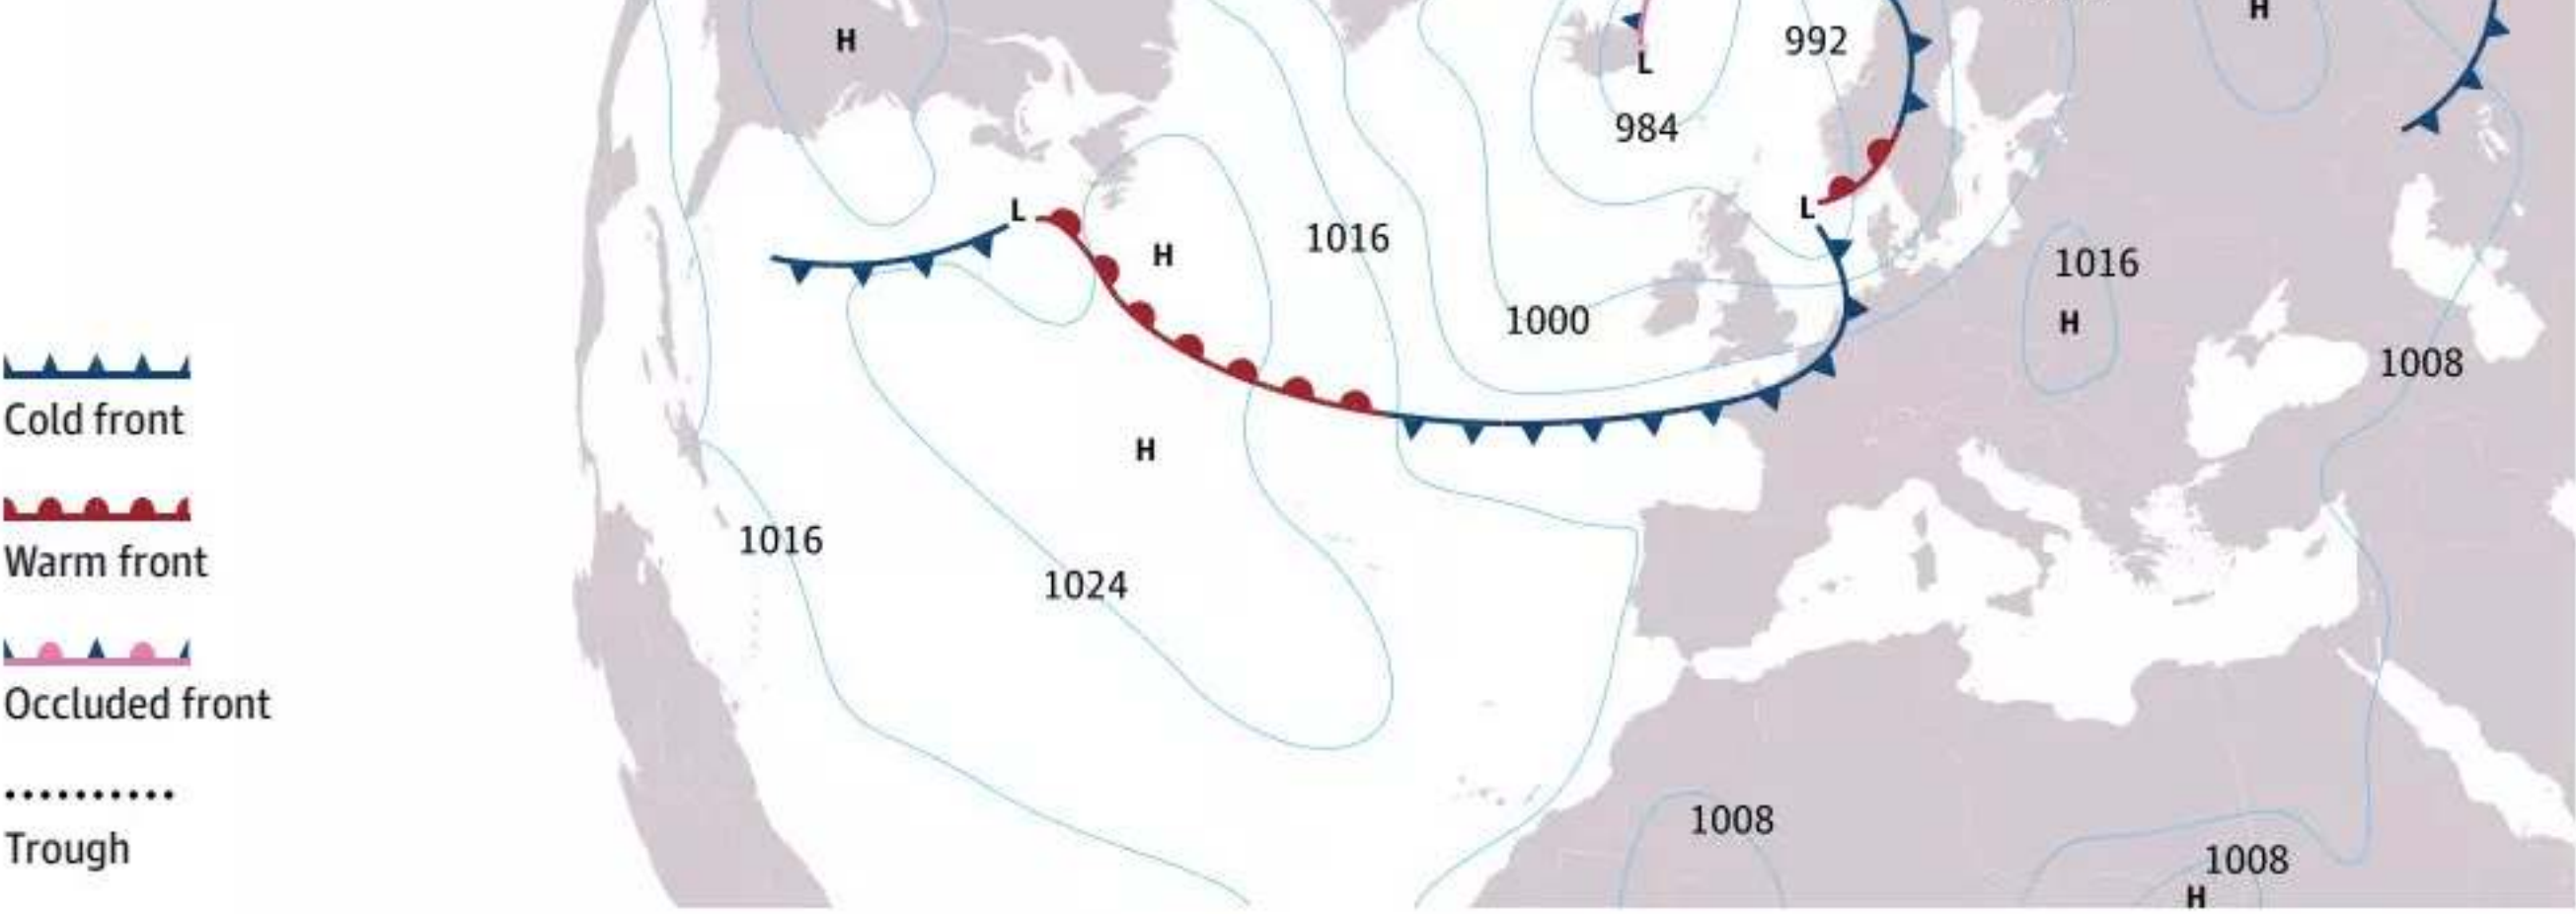 H
H
992
L
984
L
L
H
1016
1016
1000
H
1008
Cold front
H
Warm front
1016
1024
Occluded front
Trough
1008
1008
H